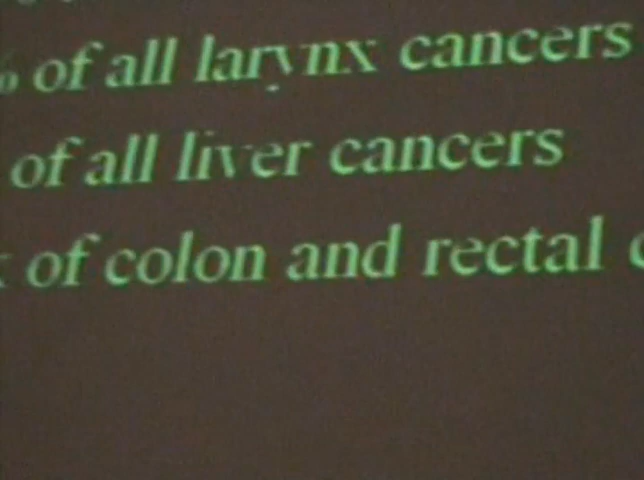 % of all larynx cancers
of all liver cancers
of colon and rectal